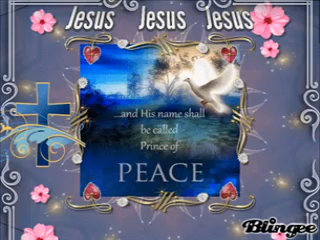 Jesus Jesus Jesus
...and His name shall
be called
Prince of
PEACE
Blingee